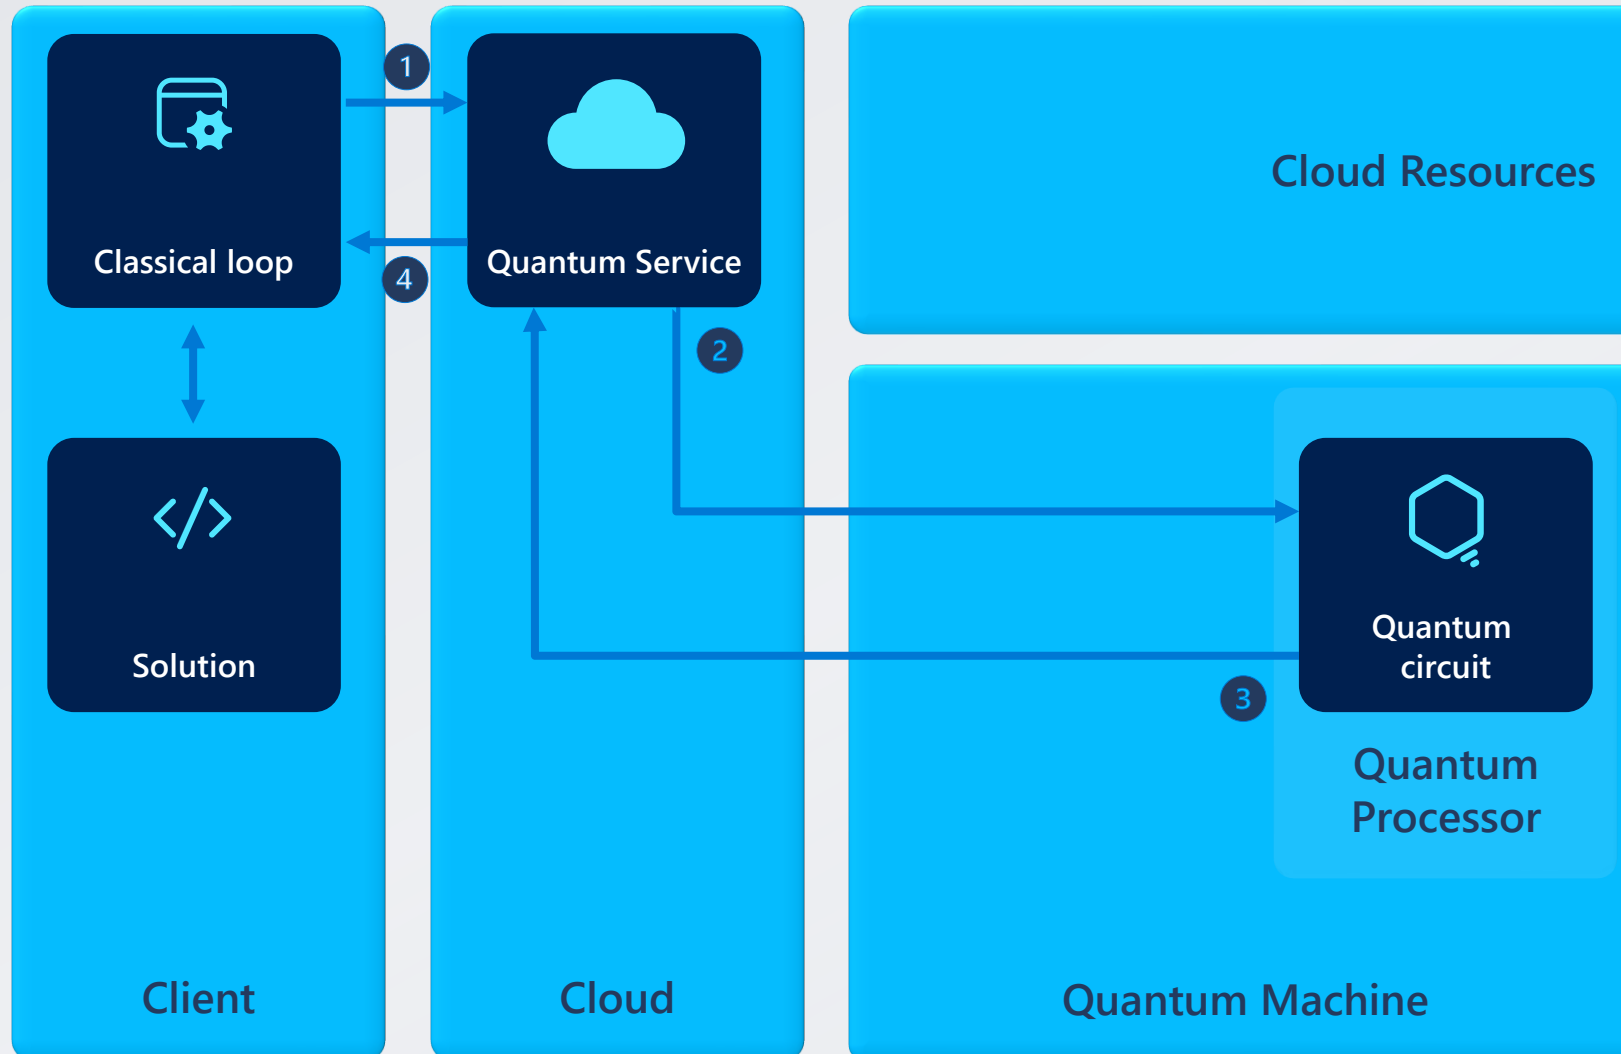 1
Classical loop
4
Quantum Service
2
Cloud Resources
Solution
Quantum
circuit
3
Quantum
Processor
Client
Cloud
Quantum Machine